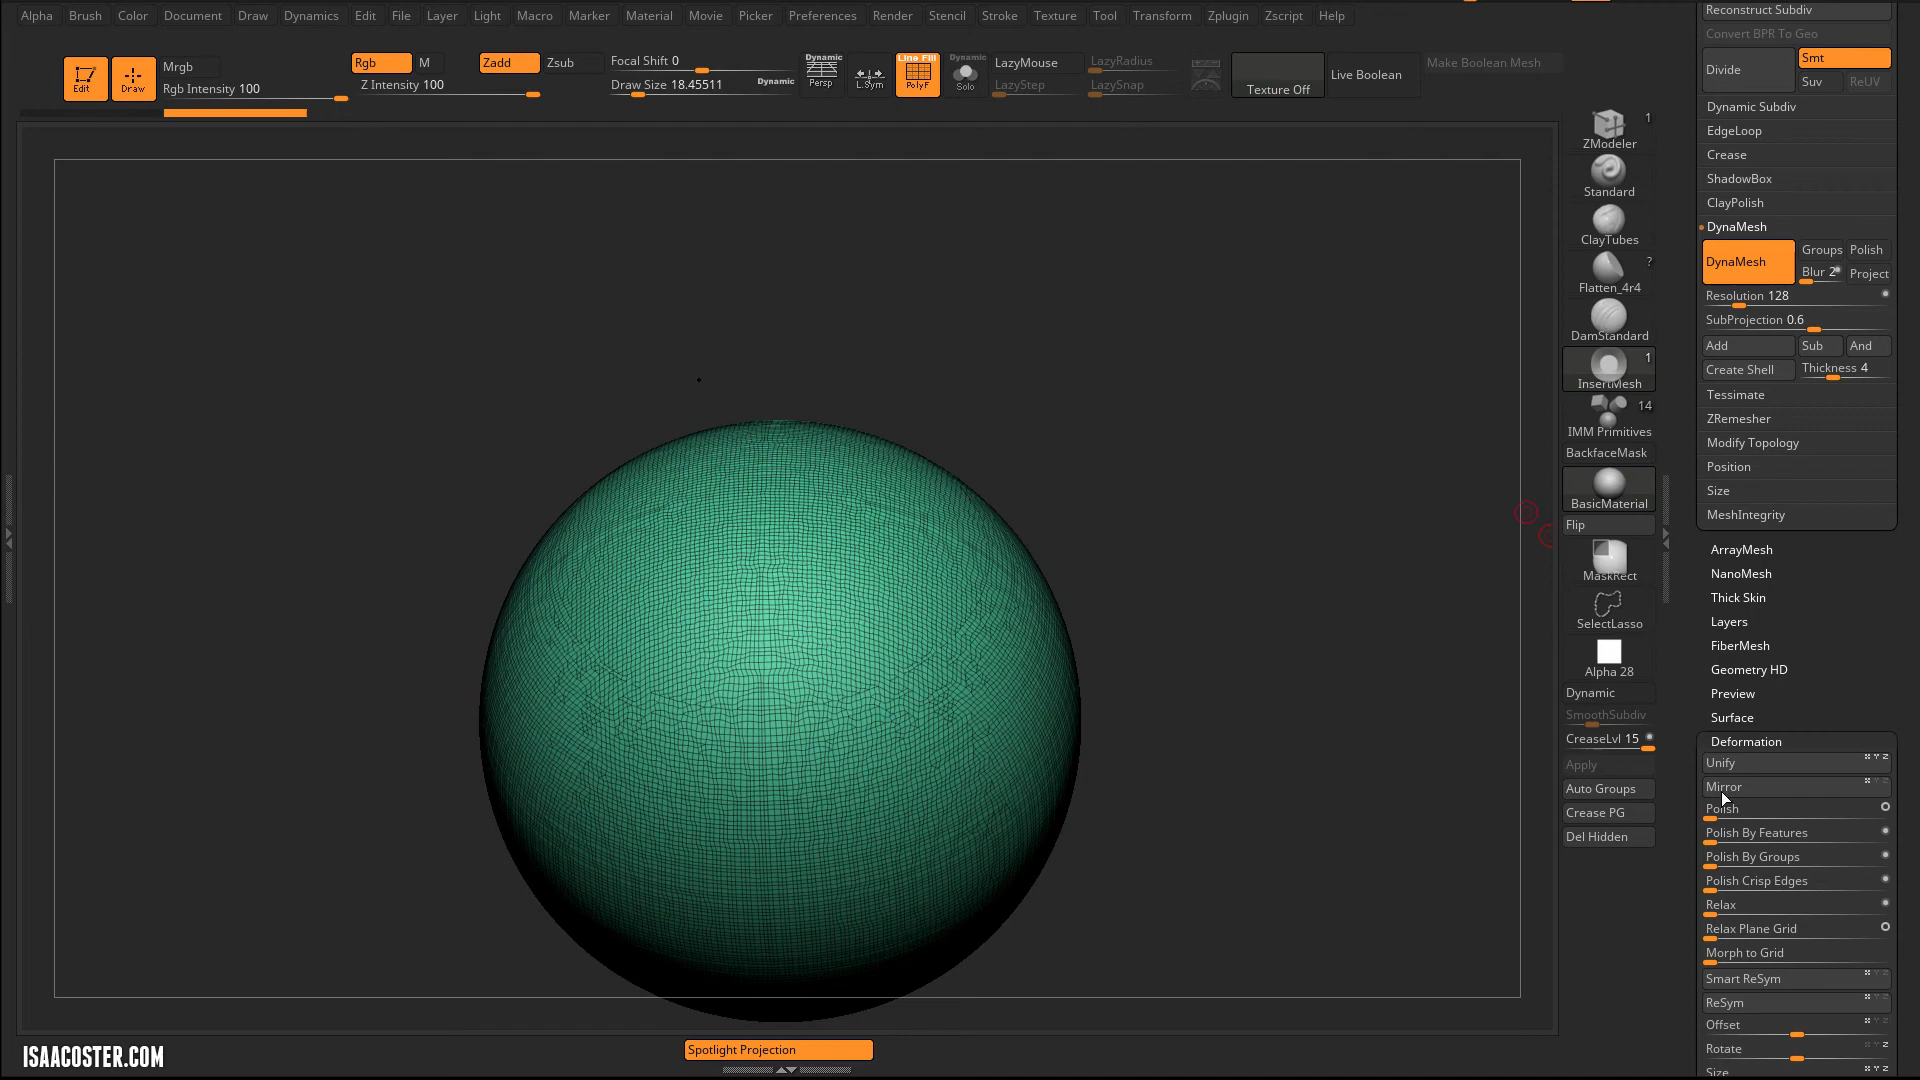 Alpha Brush Color Document Draw Dynamics Edit File Layer Light Macro Marker Material Movie Picker Preferences Render Stencil Stroke Texture Tool Transform Zplugin Zscript Help
Edit
Draw
Mrgb
Rgb Intensity 100
Rgb M
Z Intensity 100
Zadd Zsub
Focal Shift 0
Draw Size 18.45511 Dynamic
Dynamic
Persp
L.Sym
Line Fill
PolyF
Dynamic
Solo
LazyMouse
LazyStep
LazyRadius
LazySnap
Texture Off
Live Boolean
Make Boolean Mesh
1
ZModeler
Standard
ClayTubes
?
Flatten_4r4
DamStandard
1
InsertMesh
14
IMM Primitives
BackfaceMask
BasicMaterial
Flip
MaskRect
SelectLasso
Alpha 28
Dynamic
SmoothSubdiv
CreaseLvl 15
Apply
Auto Groups
Crease PG
Del Hidden
Reconstruct Subdiv
Convert BPR To Geo
Divide Smt
Suv ReUV
Dynamic Subdiv
EdgeLoop
Crease
ShadowBox
ClayPolish
DynaMesh
DynaMesh Groups Polish
Blur 2 Project
Resolution 128
SubProjection 0.6
Add Sub And
Create Shell Thickness 4
Tessimate
ZRemesher
Modify Topology
Position
Size
MeshIntegrity
ArrayMesh
NanoMesh
Thick Skin
Layers
FiberMesh
Geometry HD
Preview
Surface
Deformation
Unify
Mirror
Polish
Polish By Features
Polish By Groups
Polish Crisp Edges
Relax
Relax Plane Grid
Morph to Grid
Smart ReSym
ReSym
Offset
Rotate
Size
Spotlight Projection
ISAACOSTER.COM